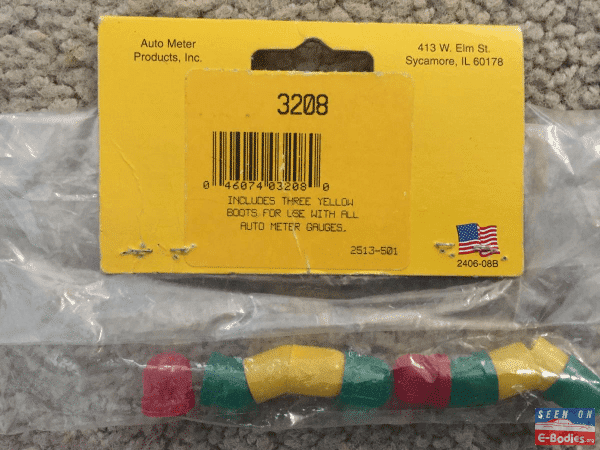 Auto Meter
Products, Inc.
413 W. Elm St.
Sycamore, IL 60178
3208
0 46074 03208 0
INCLUDES THREE YELLOW
BOOTS FOR USE WITH ALL
AUTO METER GAUGES.
2513-501
2406-08B
SEEN ON
E-Bodies.org